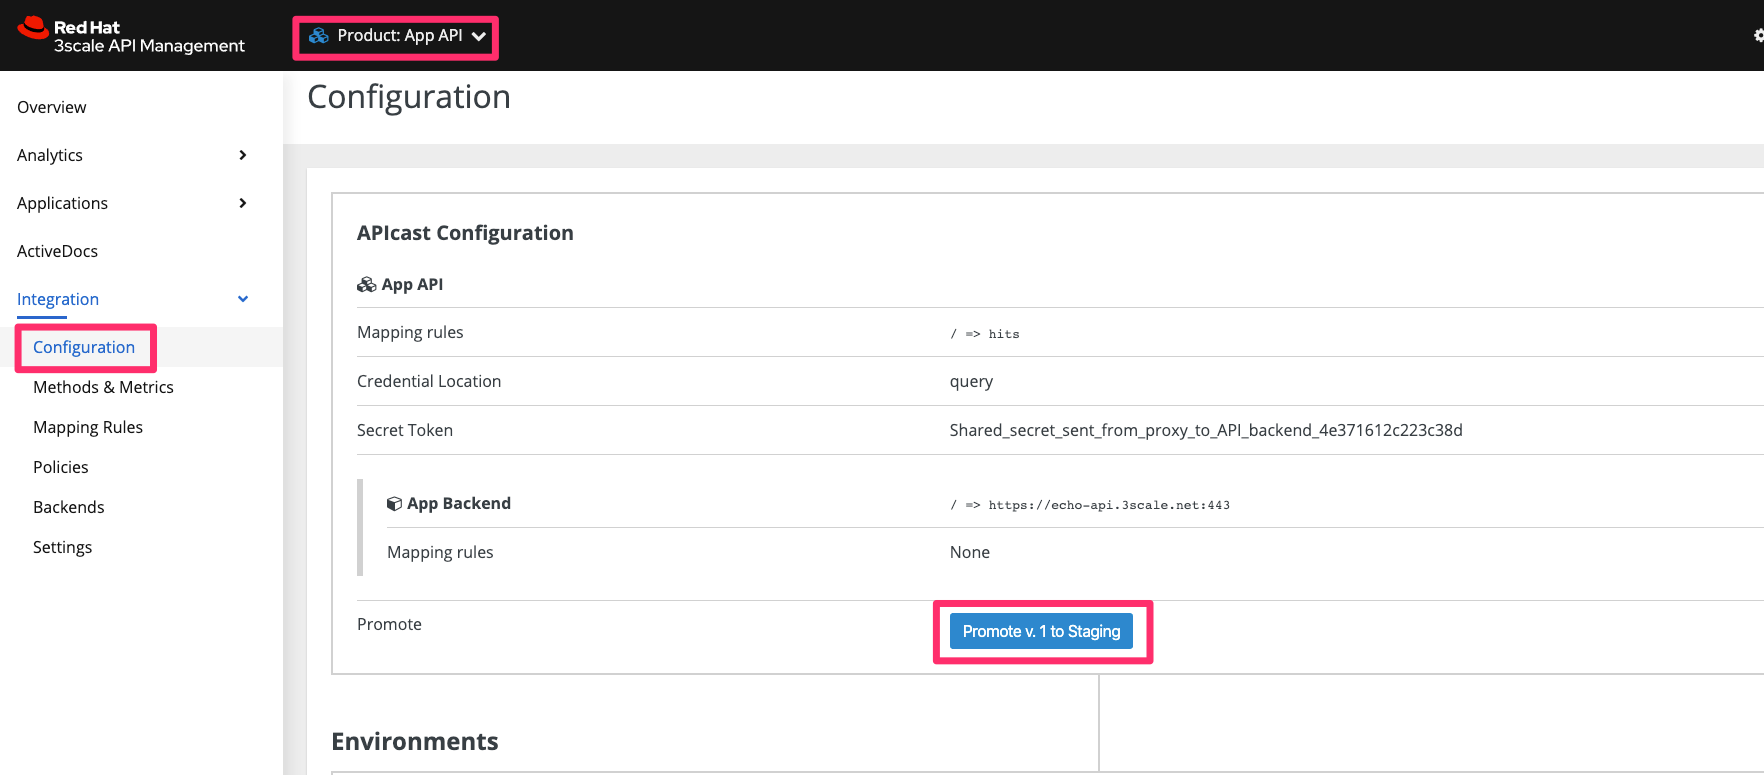 Red Hat
3scale API Management
Product: App API
Overview
Analytics
Applications
ActiveDocs
Integration
Configuration
Methods & Metrics
Mapping Rules
Policies
Backends
Settings
Configuration
APIcast Configuration
App API
Mapping rules / => hits
Credential Location query
Secret Token Shared_secret_sent_from_proxy_to_API_backend_4e371612c223c38d
App Backend / => https://echo-api.3scale.net:443
Mapping rules None
Promote Promote v. 1 to Staging
Environments